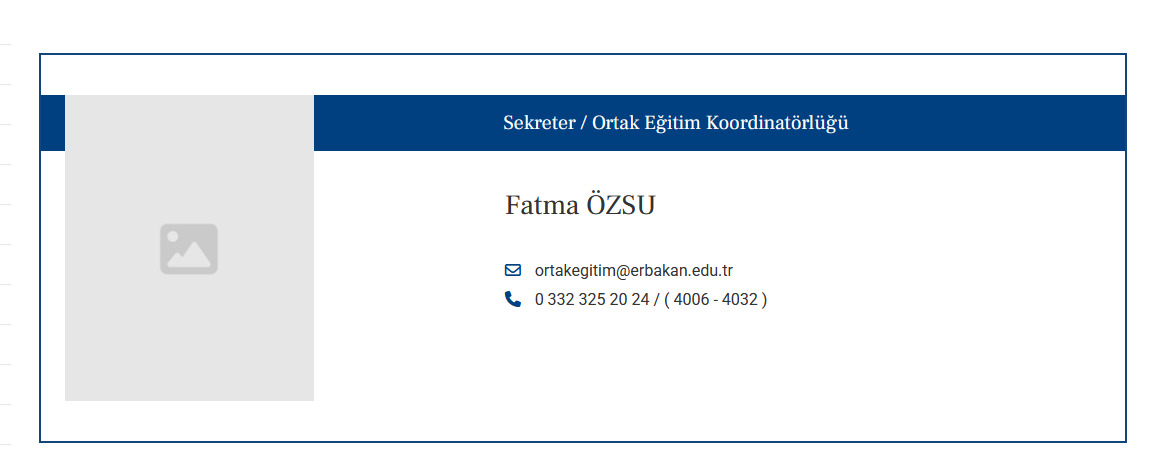 Sekreter / Ortak Eğitim Koordinatörlüğü
Fatma ÖZSU
ortakegitim@erbakan.edu.tr
0 332 325 20 24 / ( 4006 - 4032 )